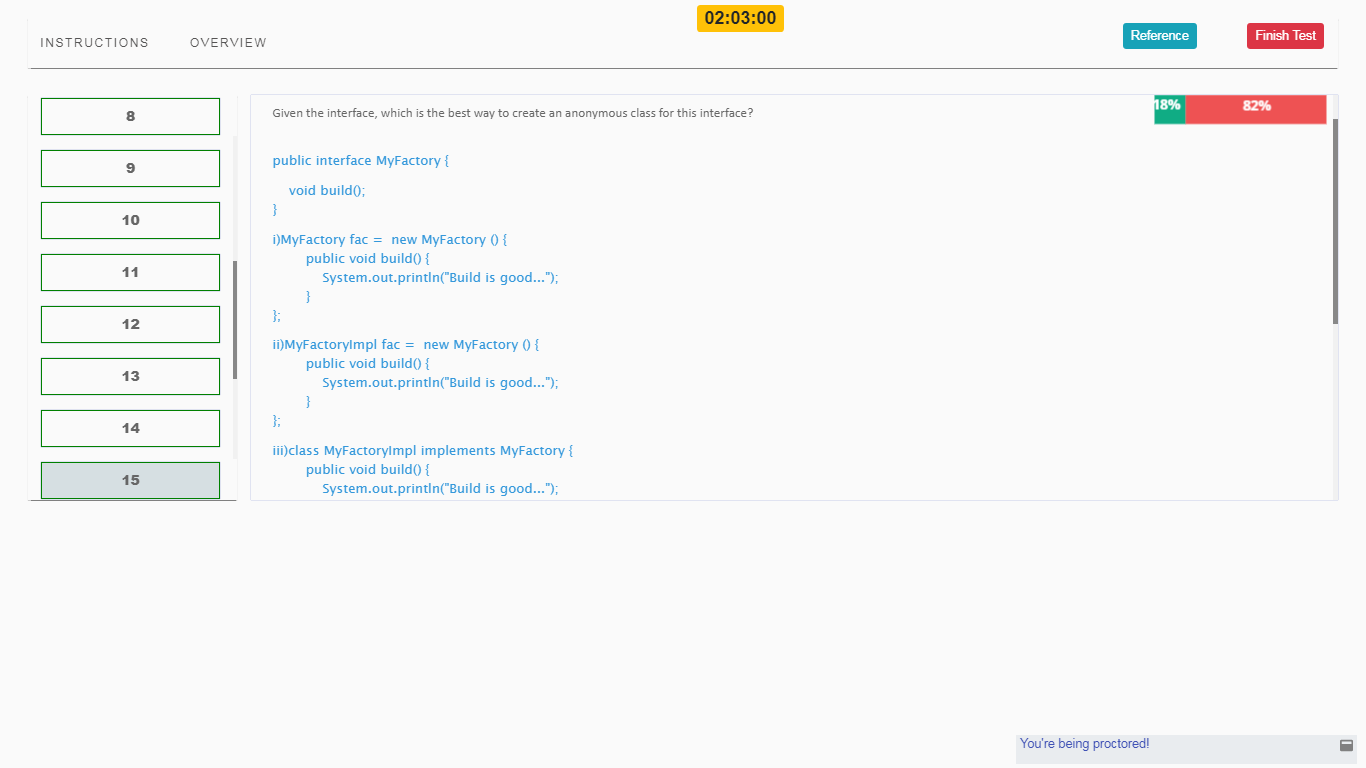 02:03:00
INSTRUCTIONS
OVERVIEW
Reference
Finish Test
8
9
10
11
12
13
14
15
Given the interface, which is the best way to create an anonymous class for this interface?
18%
82%
public interface MyFactory {
void build();
}
i)MyFactory fac =  new MyFactory () {
public void build() {
System.out.println("Build is good...");
}
};
ii)MyFactoryImpl fac =  new MyFactory () {
public void build() {
System.out.println("Build is good...");
}
};
iii)class MyFactoryImpl implements MyFactory {
public void build() {
System.out.println("Build is good...");
You're being proctored!